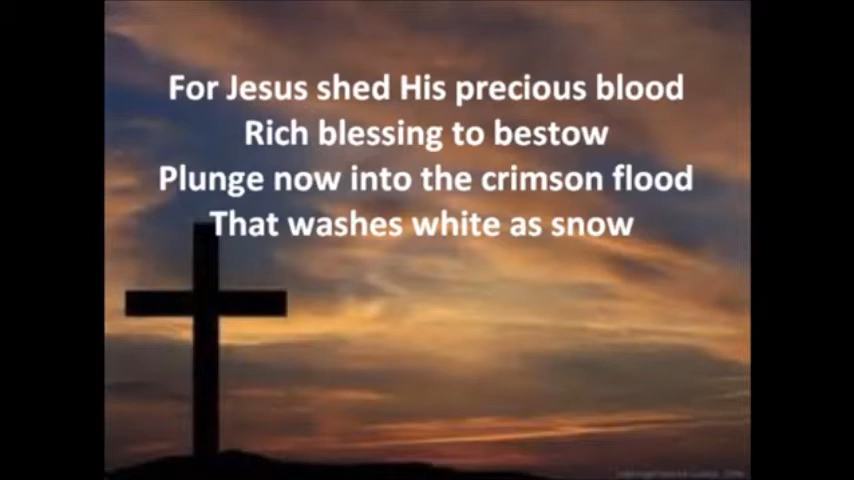 For Jesus shed His precious blood
Rich blessing to bestow
Plunge now into the crimson flood
That washes white as snow